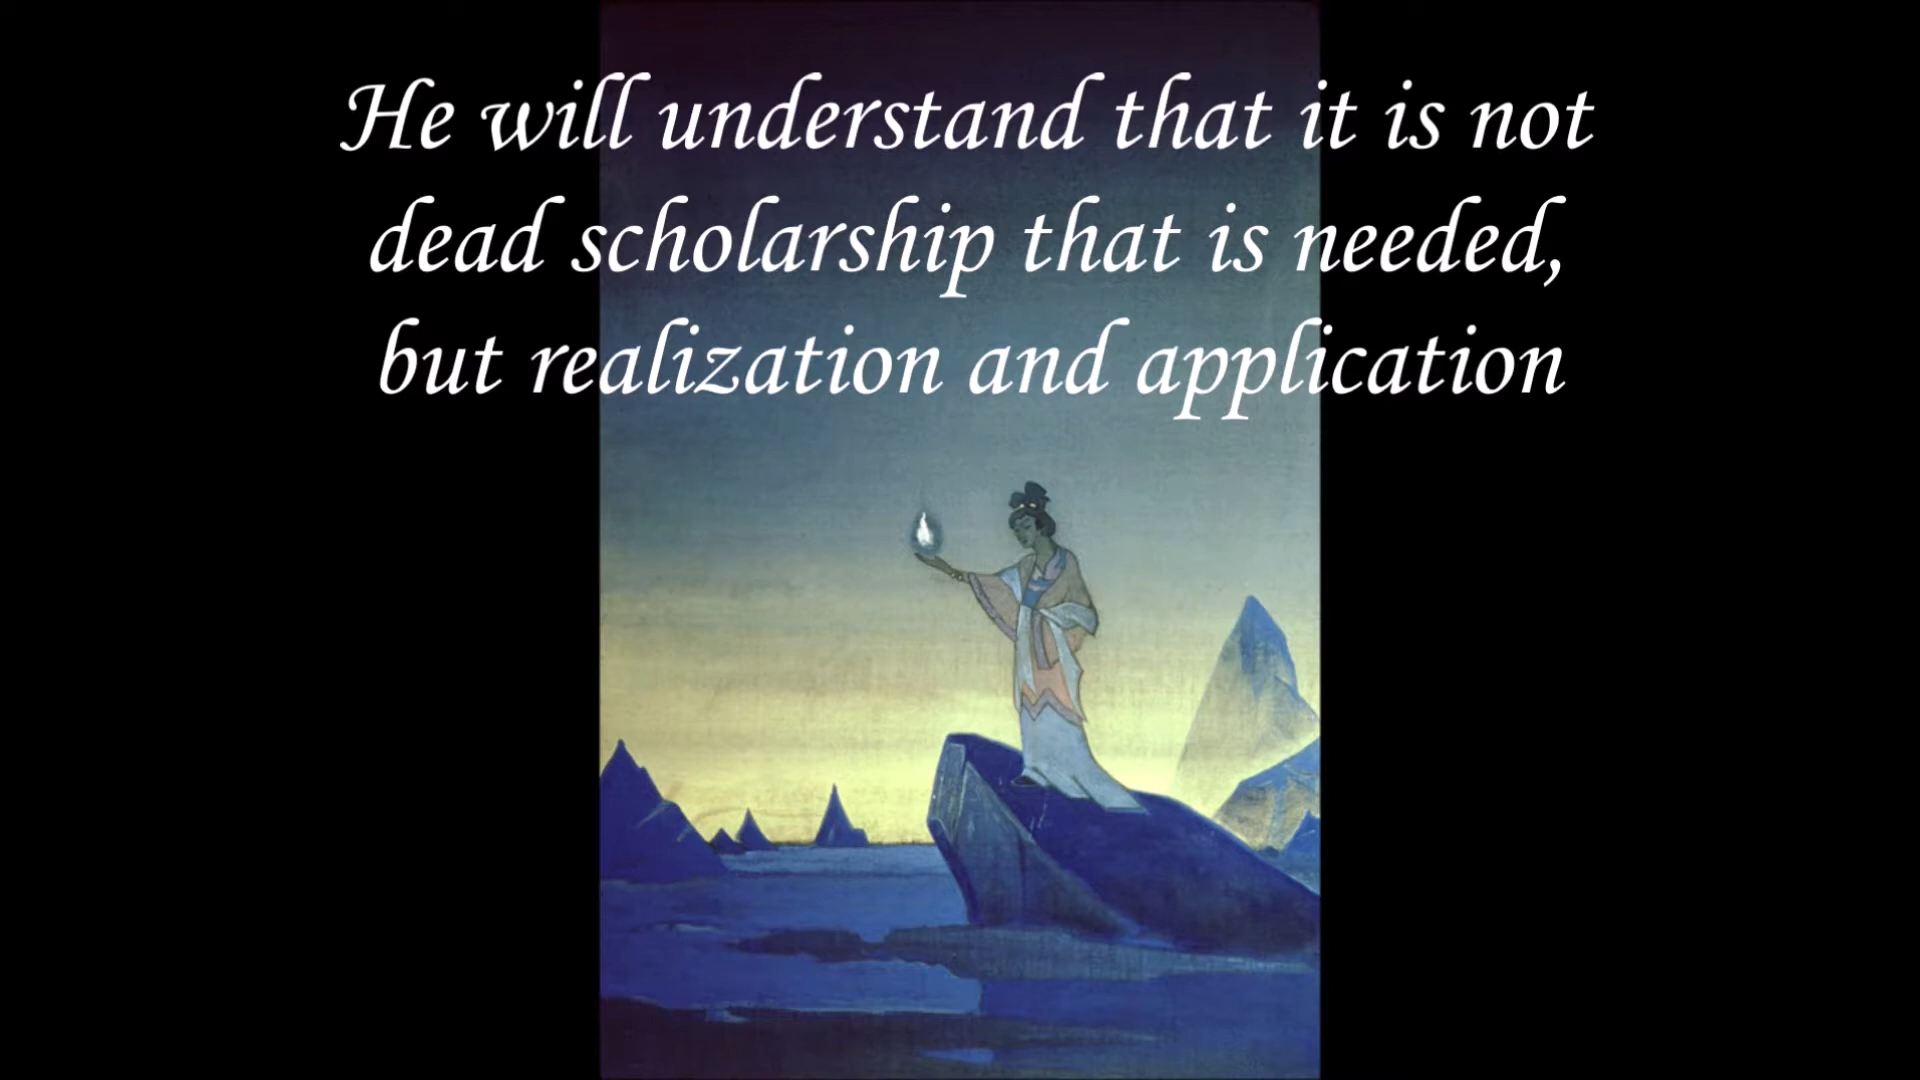 He will understand that it is not
dead scholarship that is needed,
but realization and application